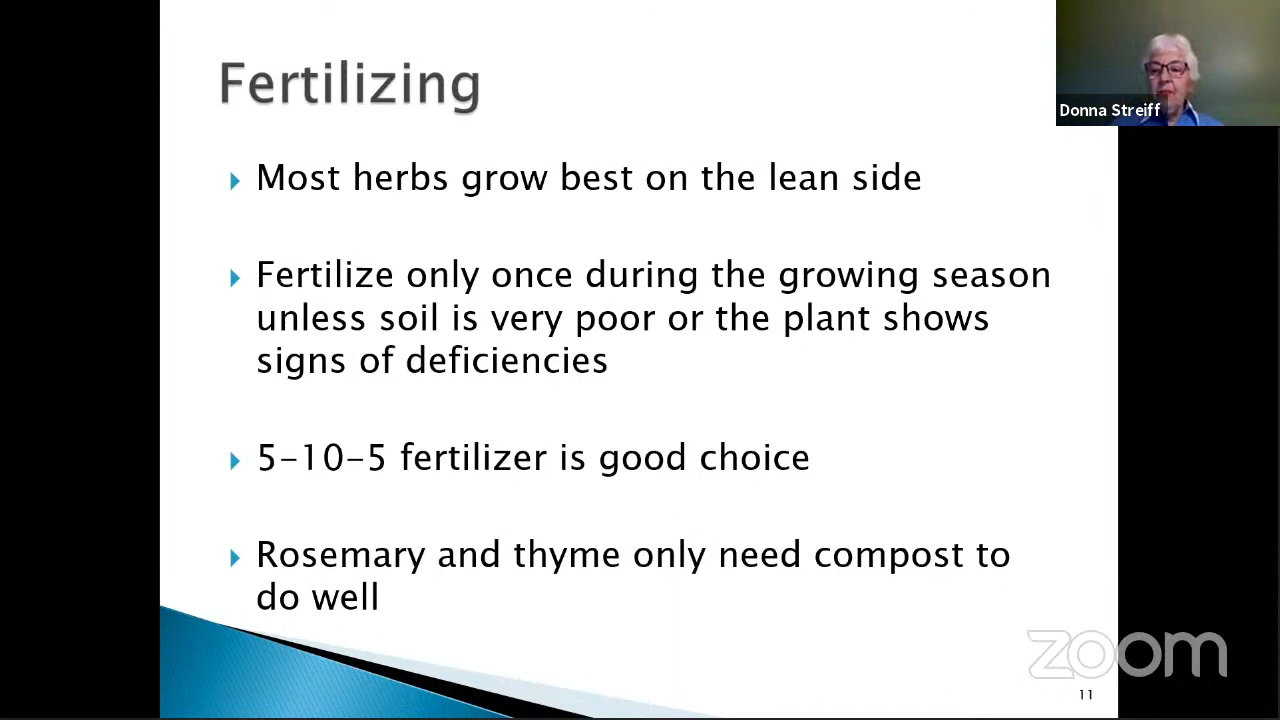 Fertilizing
Donna Streiff
Most herbs grow best on the lean side
Fertilize only once during the growing season
unless soil is very poor or the plant shows
signs of deficiencies
5-10-5 fertilizer is good choice
Rosemary and thyme only need compost to
do well
zoom
11